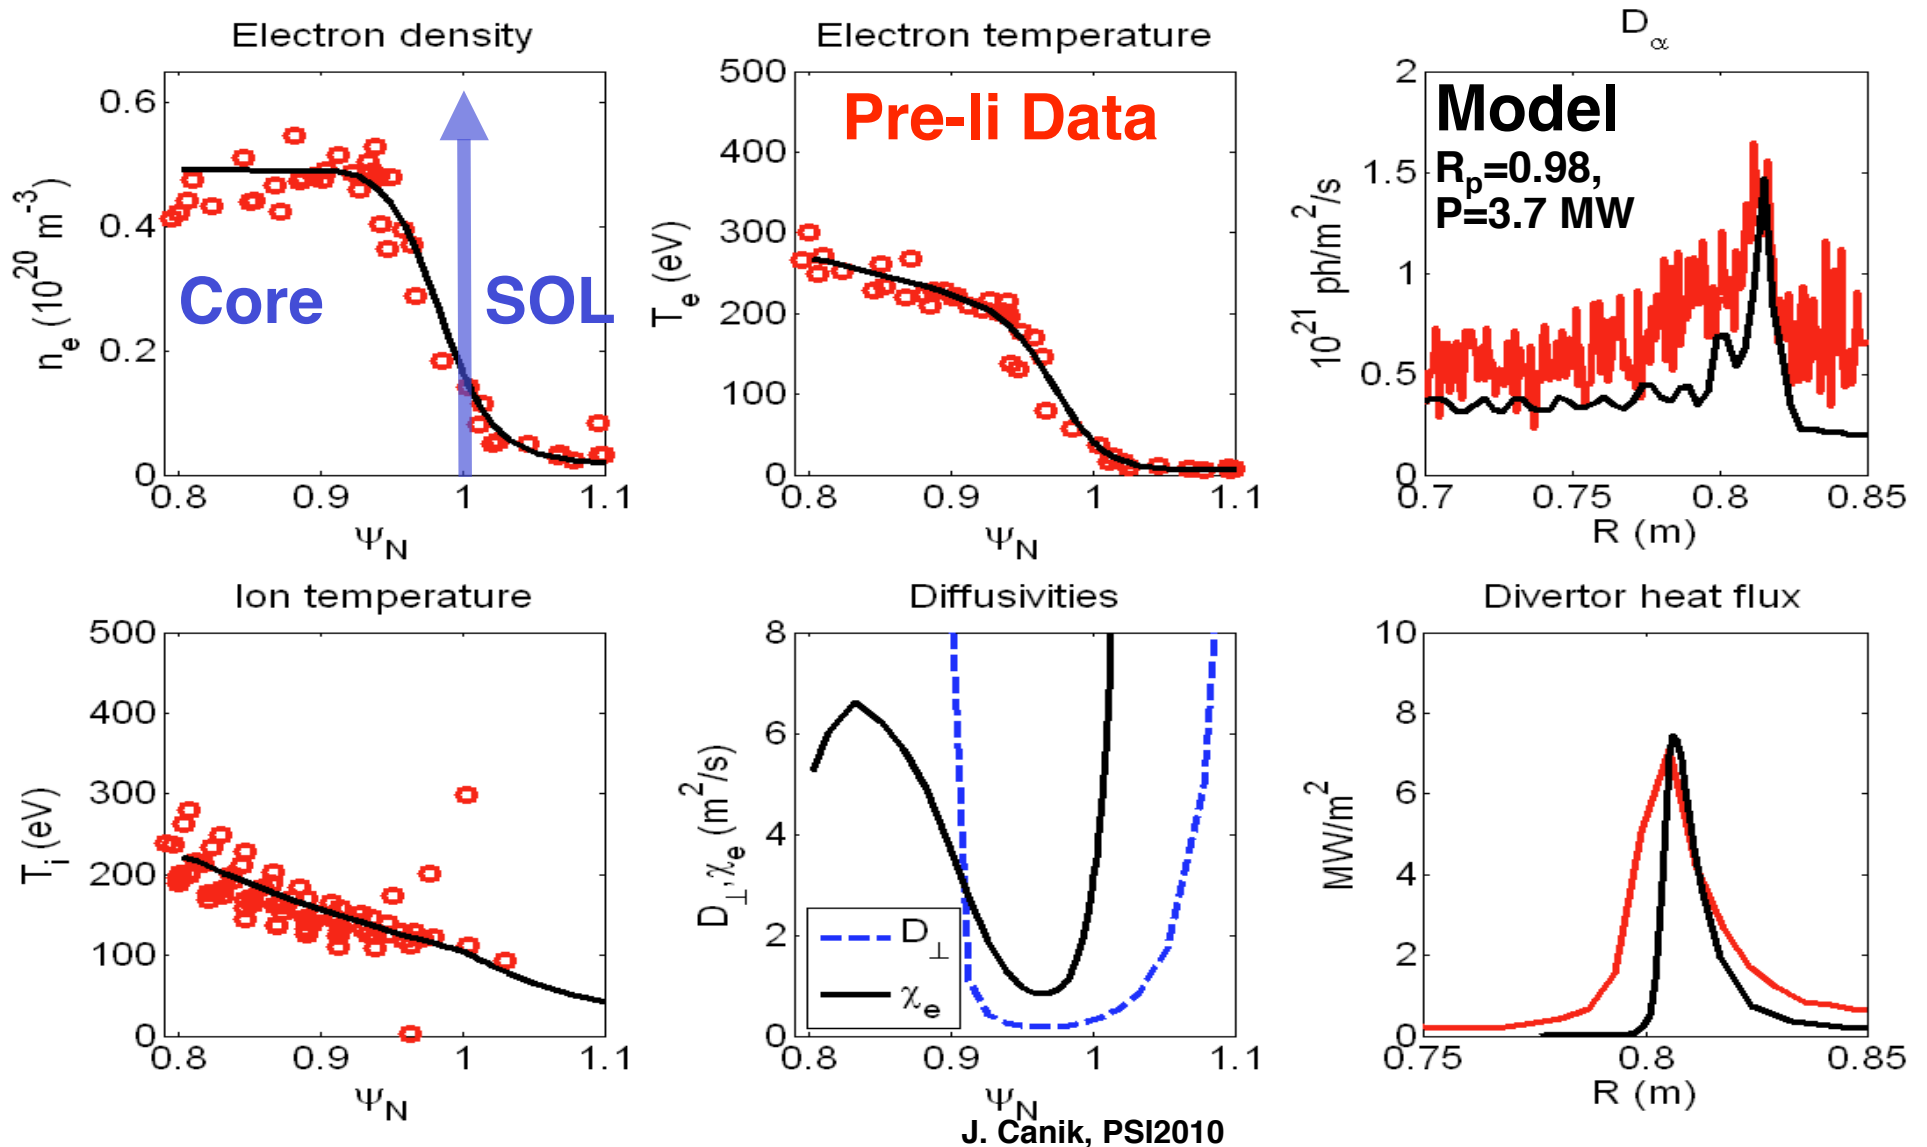 Electron density
0.6
0.4
0.2
0
n_e (10^20 m^-3)
Core
SOL
0.8 0.9 1 1.1
Ψ_N
Electron temperature
500
400
300
200
100
0
T_e (eV)
Pre-li Data
0.8 0.9 1 1.1
Ψ_N
D_α
2
1.5
1
0.5
0
10^21 ph/m^2/s
Model
R_p=0.98,
P=3.7 MW
0.7 0.75 0.8 0.85
R (m)
Ion temperature
500
400
300
200
100
0
T_i (eV)
0.8 0.9 1 1.1
Ψ_N
Diffusivities
8
6
4
2
0
D_⊥,χ_e (m^2/s)
D_⊥
χ_e
0.8 0.9 1 1.1
Ψ_N
Divertor heat flux
10
8
6
4
2
0
MW/m^2
0.75 0.8 0.85
R (m)
J. Canik, PSI2010